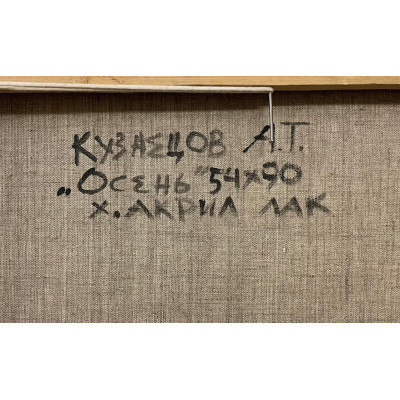 КУЗНЕЦОВ А.Т.
„ОСЕНЬ" 54х90
Х. АКРИЛ ЛАК